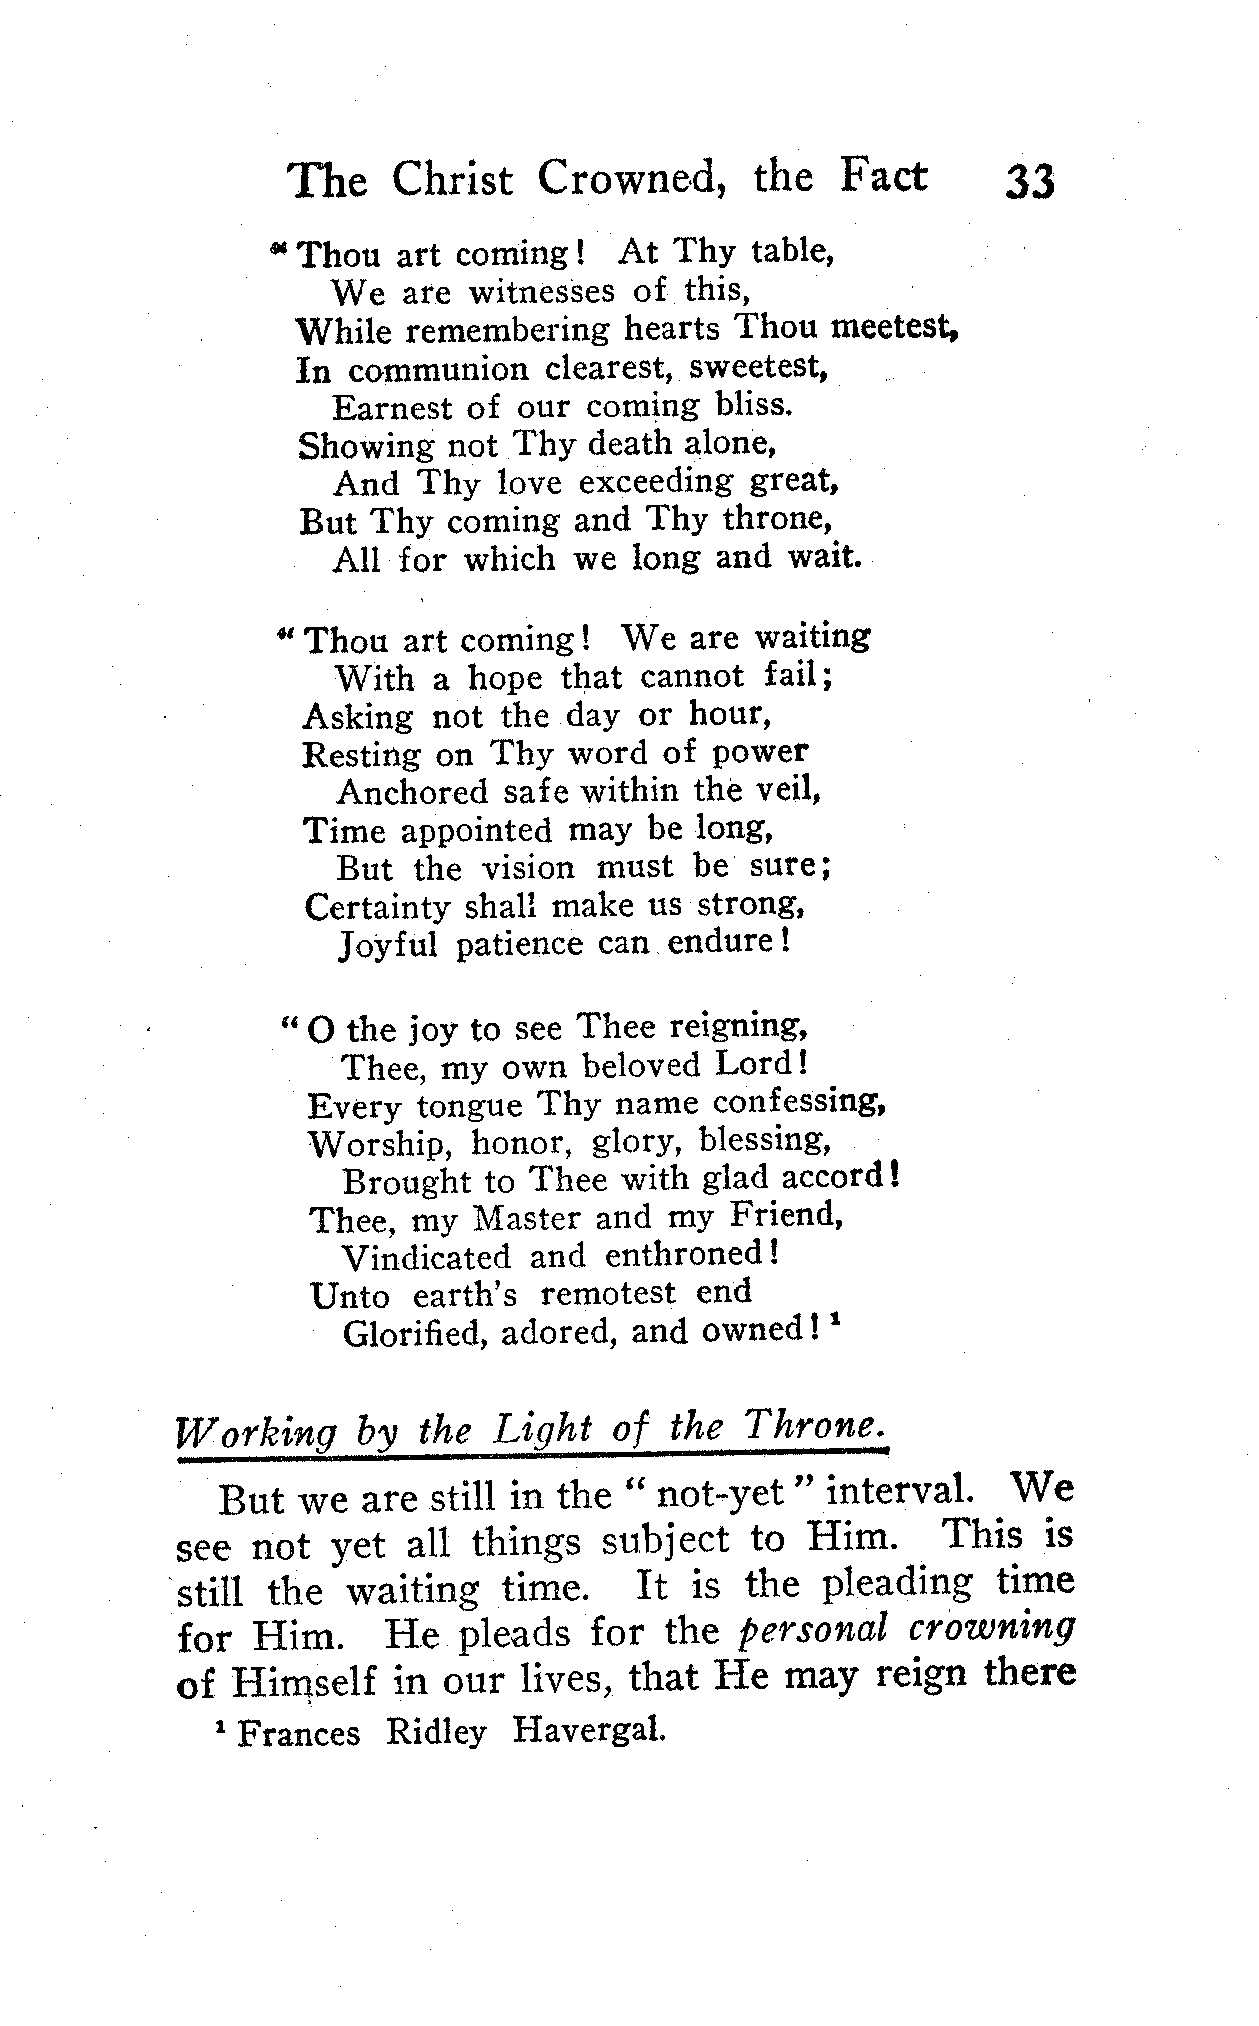 The Christ Crowned, the Fact 33
"Thou art coming! At Thy table,
We are witnesses of this,
While remembering hearts Thou meetest,
In communion clearest, sweetest,
Earnest of our coming bliss.
Showing not Thy death alone,
And Thy love exceeding great,
But Thy coming and Thy throne,
All for which we long and wait.
"Thou art coming! We are waiting
With a hope that cannot fail;
Asking not the day or hour,
Resting on Thy word of power
Anchored safe within the veil,
Time appointed may be long,
But the vision must be sure;
Certainty shall make us strong,
Joyful patience can endure!
"O the joy to see Thee reigning,
Thee, my own beloved Lord!
Every tongue Thy name confessing,
Worship, honor, glory, blessing,
Brought to Thee with glad accord!
Thee, my Master and my Friend,
Vindicated and enthroned!
Unto earth's remotest end
Glorified, adored, and owned!¹
Working by the Light of the Throne.
But we are still in the "not-yet" interval. We
see not yet all things subject to Him. This is
still the waiting time. It is the pleading time
for Him. He pleads for the personal crowning
of Himself in our lives, that He may reign there
¹ Frances Ridley Havergal.